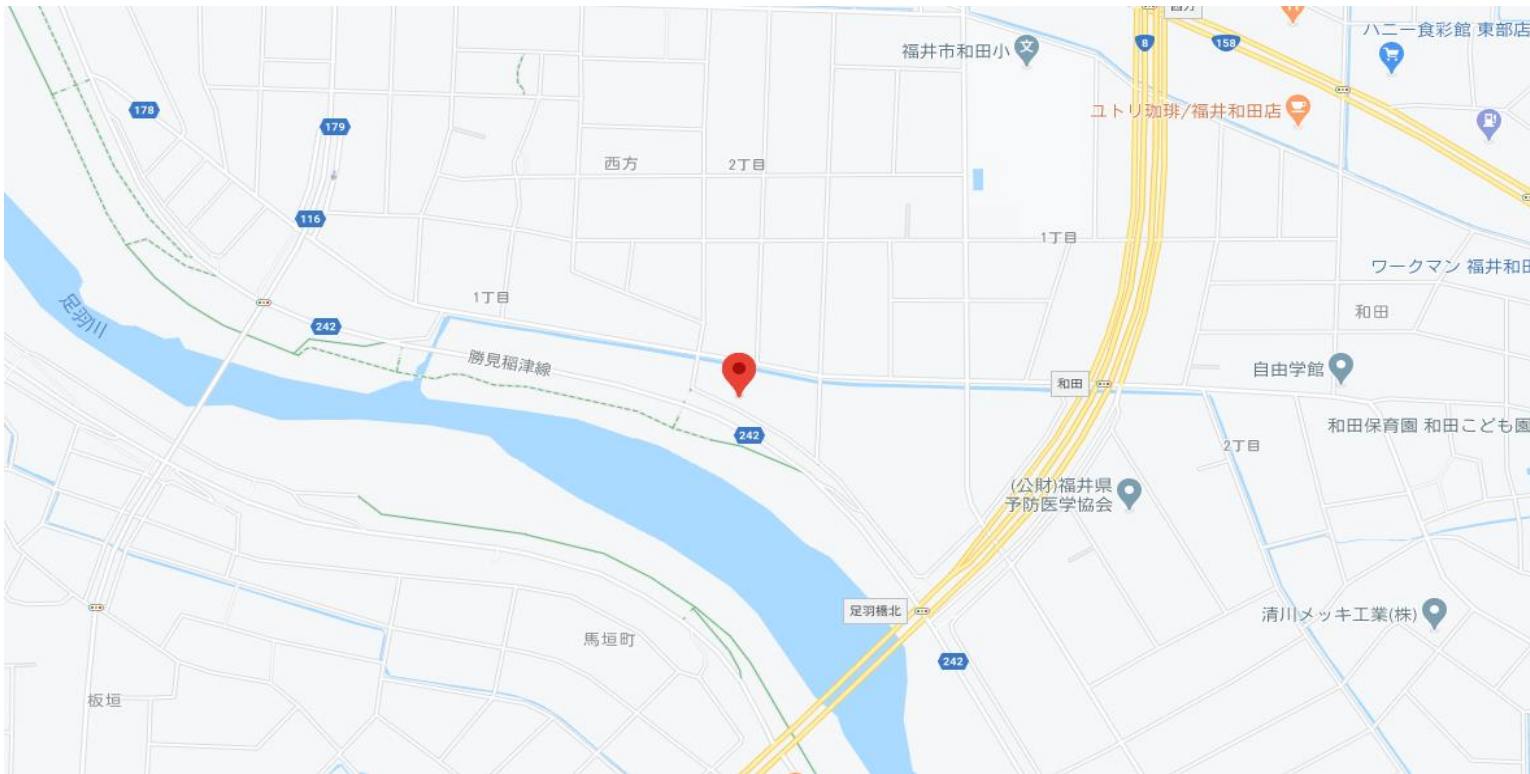 西方
8
158
ハニー食彩館 東部店
福井市和田小
178
ユトリ珈琲/福井和田店
179
西方
2丁目
116
1丁目
ワークマン 福井和田
1丁目
和田
足羽川
242
勝見稲津線
自由学館
和田
和田保育園 和田こども園
242
2丁目
(公財)福井県
予防医学協会
足羽橋北
清川メッキ工業(株)
馬垣町
242
板垣